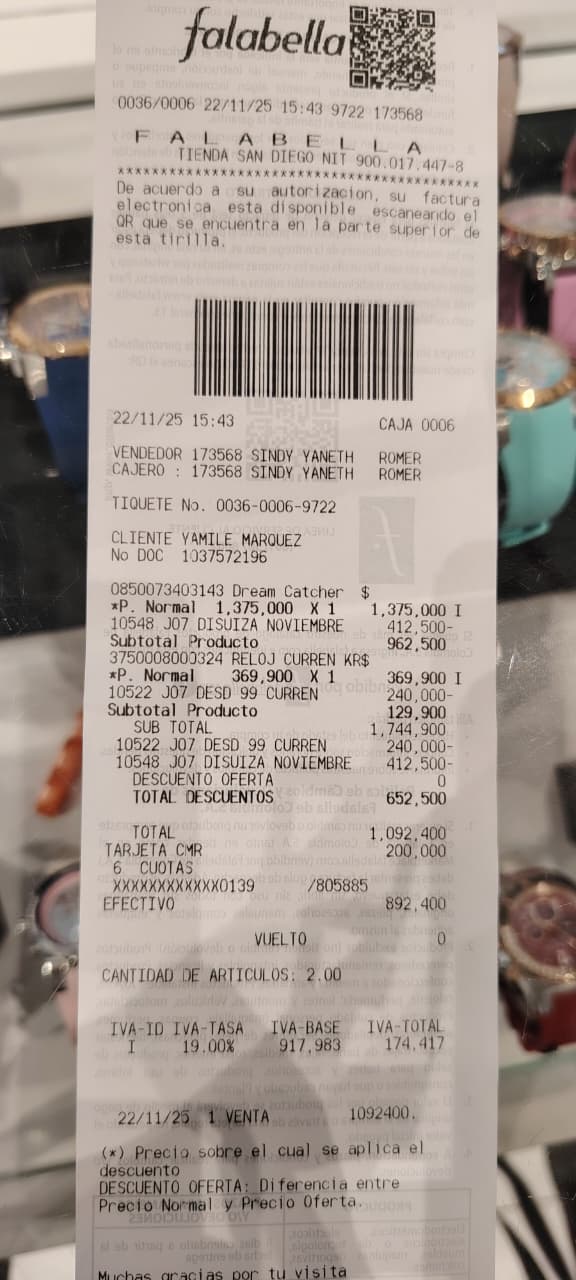 falabella
0036/0006 22/11/25 15:43 9722 173568
F A L A B E L L A
TIENDA SAN DIEGO NIT 900.017.447-8
*************************************************
De acuerdo a su autorizacion, su factura
electronica esta disponible escaneando el
QR que se encuentra en la parte superior de
esta tirilla.
22/11/25 15:43 CAJA 0006
VENDEDOR 173568 SINDY YANETH ROMER
CAJERO : 173568 SINDY YANETH ROMER
TIQUETE No. 0036-0006-9722
CLIENTE YAMILE MARQUEZ
No DOC 1037572196
0850073403143 Dream Catcher $
*P. Normal 1,375,000 X 1 1,375,000 I
10548 J07 DISUIZA NOVIEMBRE 412,500-
Subtotal Producto 962,500
3750008000324 RELOJ CURREN KR$
*P. Normal 369,900 X 1 369,900 I
10522 J07 DESD 99 CURREN 240,000-
Subtotal Producto 129,900
SUB TOTAL 1,744,900
10522 J07 DESD 99 CURREN 240,000-
10548 J07 DISUIZA NOVIEMBRE 412,500-
DESCUENTO OFERTA 0
TOTAL DESCUENTOS 652,500
TOTAL 1,092,400
TARJETA CMR 200,000
6 CUOTAS
XXXXXXXXXXXX0139 /805885
EFECTIVO 892,400
VUELTO 0
CANTIDAD DE ARTICULOS: 2.00
IVA-ID IVA-TASA IVA-BASE IVA-TOTAL
I 19.00% 917,983 174,417
22/11/25 1 VENTA 1092400.
(*) Precio sobre el cual se aplica el
descuento
DESCUENTO OFERTA: Diferencia entre
Precio Normal y Precio Oferta.
Muchas gracias por tu visita